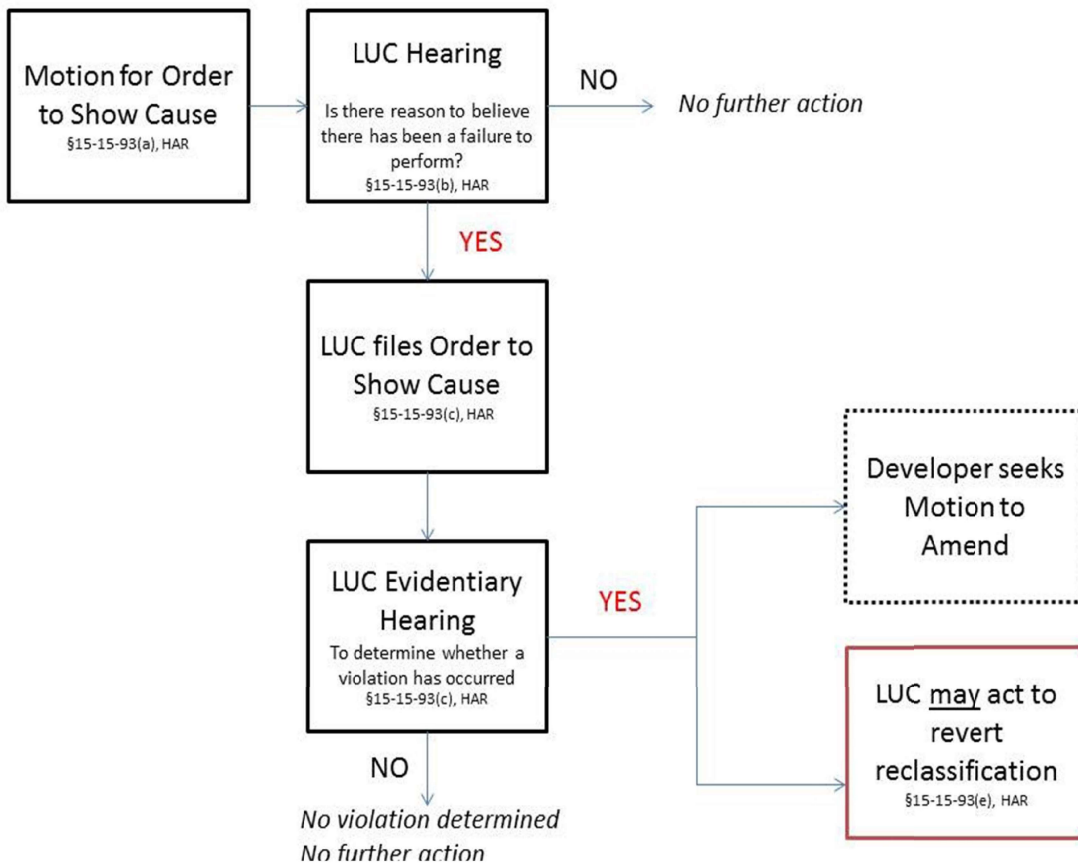 Motion for Order
to Show Cause
§15-15-93(a), HAR
LUC Hearing
Is there reason to believe
there has been a failure to
perform?
§15-15-93(b), HAR
NO
No further action
YES
LUC files Order to
Show Cause
§15-15-93(c), HAR
LUC Evidentiary
Hearing
To determine whether a
violation has occurred
§15-15-93(c), HAR
YES
Developer seeks
Motion to
Amend
LUC may act to
revert
reclassification
§15-15-93(e), HAR
NO
No violation determined
No further action